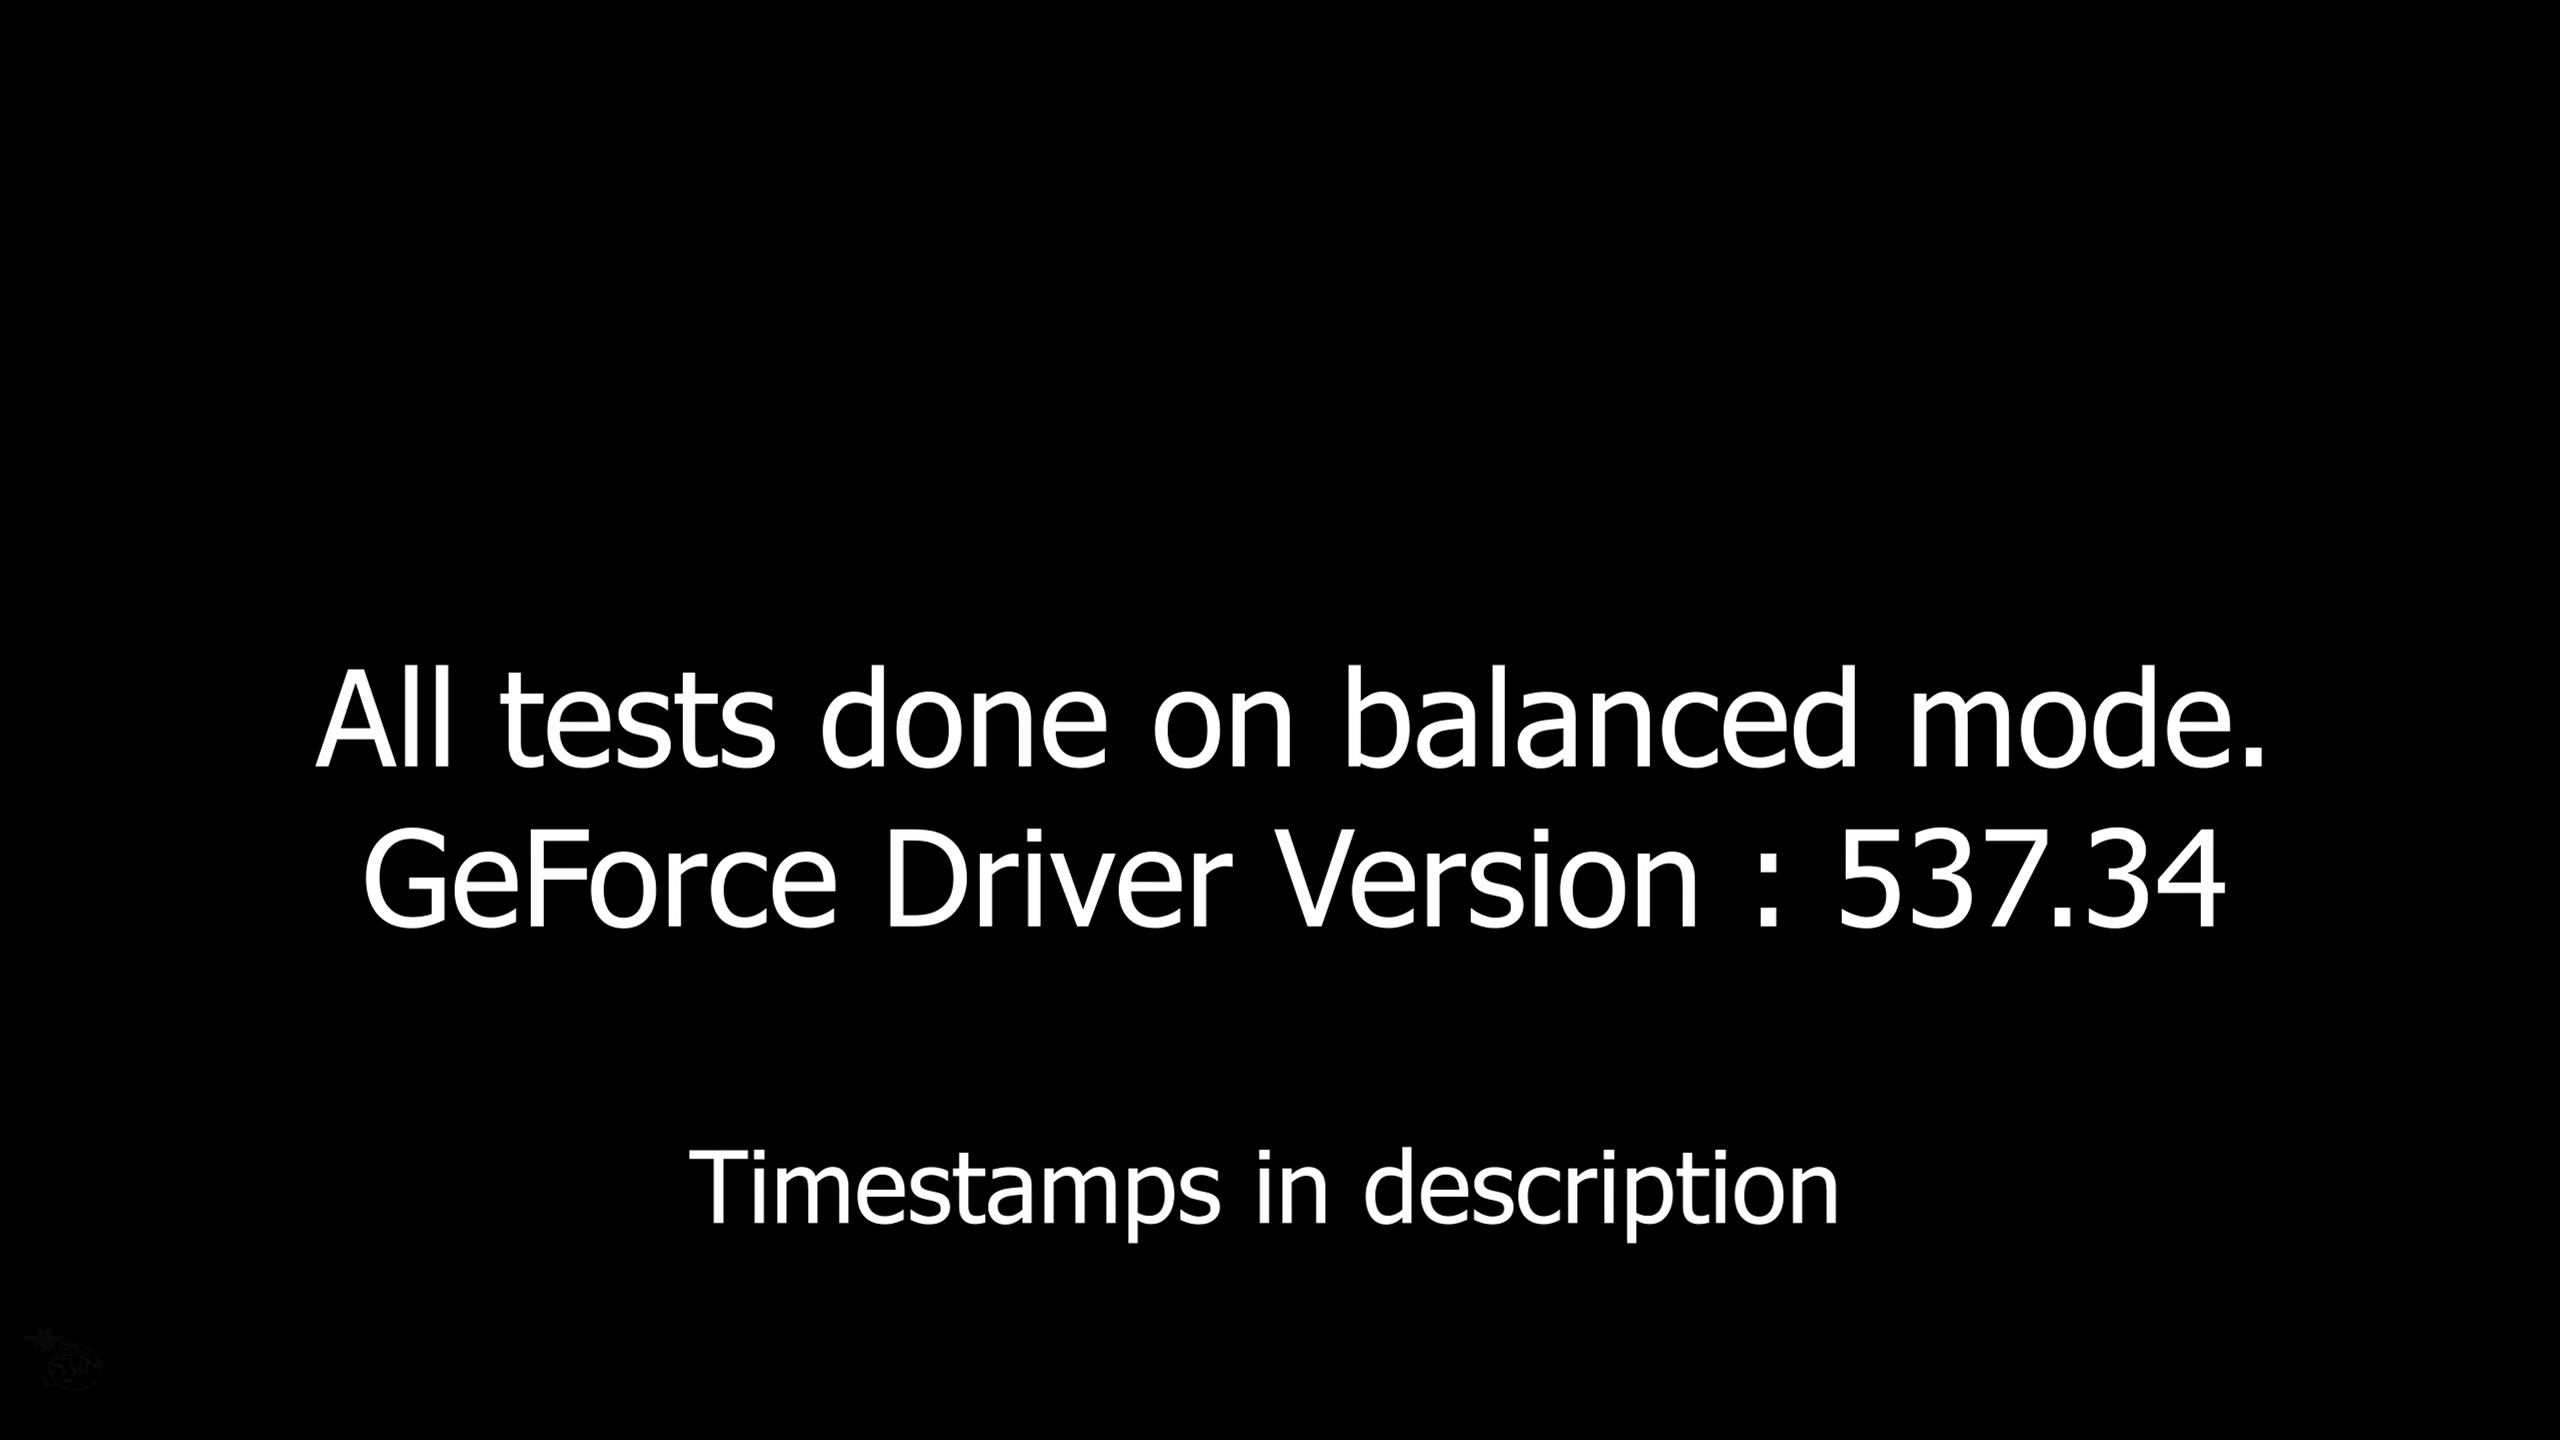 All tests done on balanced mode.
GeForce Driver Version : 537.34
Timestamps in description